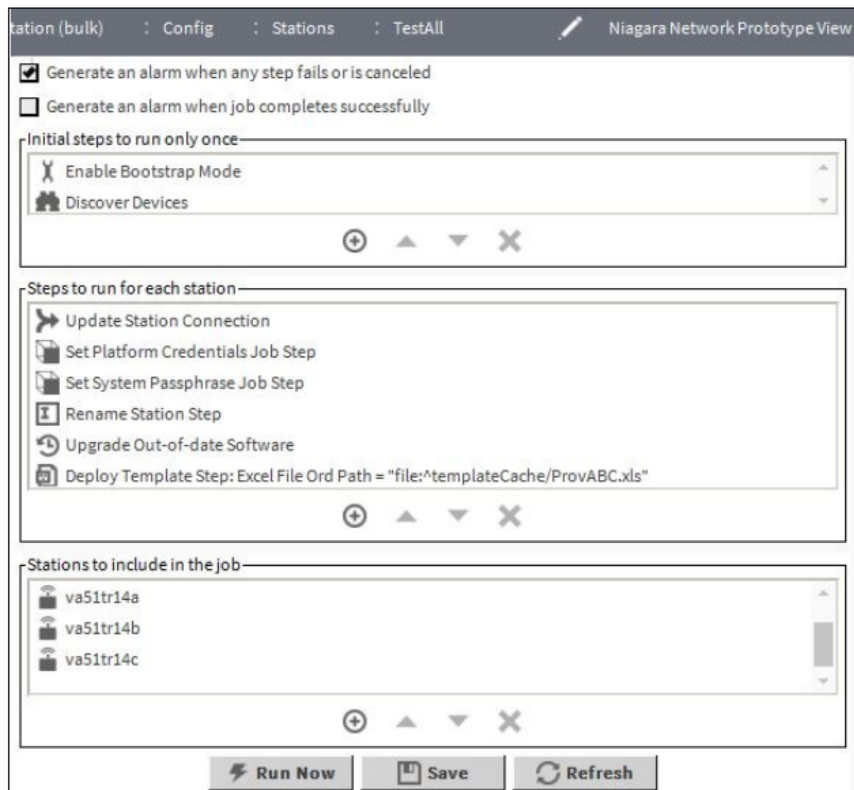 tation (bulk) : Config : Stations : TestAll Niagara Network Prototype View
Generate an alarm when any step fails or is canceled
Generate an alarm when job completes successfully
Initial steps to run only once
Enable Bootstrap Mode
Discover Devices
Steps to run for each station
Update Station Connection
Set Platform Credentials Job Step
Set System Passphrase Job Step
Rename Station Step
Upgrade Out-of-date Software
Deploy Template Step: Excel File Ord Path = "file:^templateCache/ProvABC.xls"
Stations to include in the job
va51tr14a
va51tr14b
va51tr14c
Run Now Save Refresh